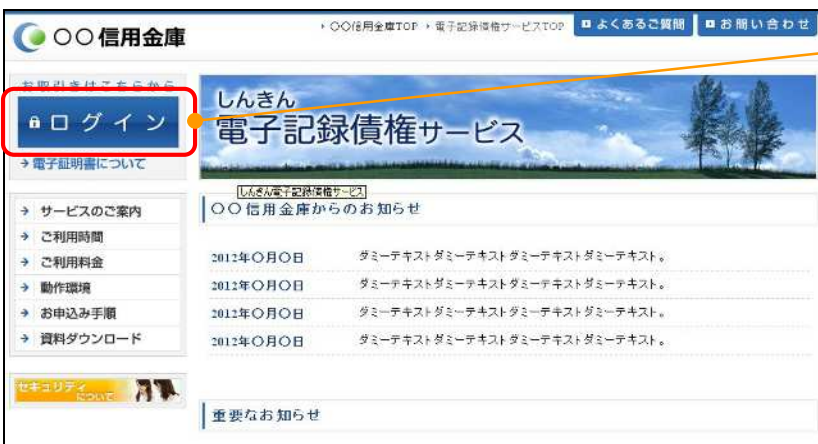 〇〇信用金庫
〇〇信用金庫TOP
電子記録債権サービスTOP
よくあるご質問
お問い合わせ
お取引きはこちらから
ログイン
電子証明書について
しんきん
電子記録債権サービス
しんきん電子記録債権サービス
サービスのご案内
ご利用時間
ご利用料金
動作環境
お申込み手順
資料ダウンロード
セキュリティ
について
〇〇信用金庫からのお知らせ
2012年〇月〇日 ダミーテキストダミーテキストダミーテキストダミーテキスト。
2012年〇月〇日 ダミーテキストダミーテキストダミーテキストダミーテキスト。
2012年〇月〇日 ダミーテキストダミーテキストダミーテキストダミーテキスト。
2012年〇月〇日 ダミーテキストダミーテキストダミーテキストダミーテキスト。
重要なお知らせ